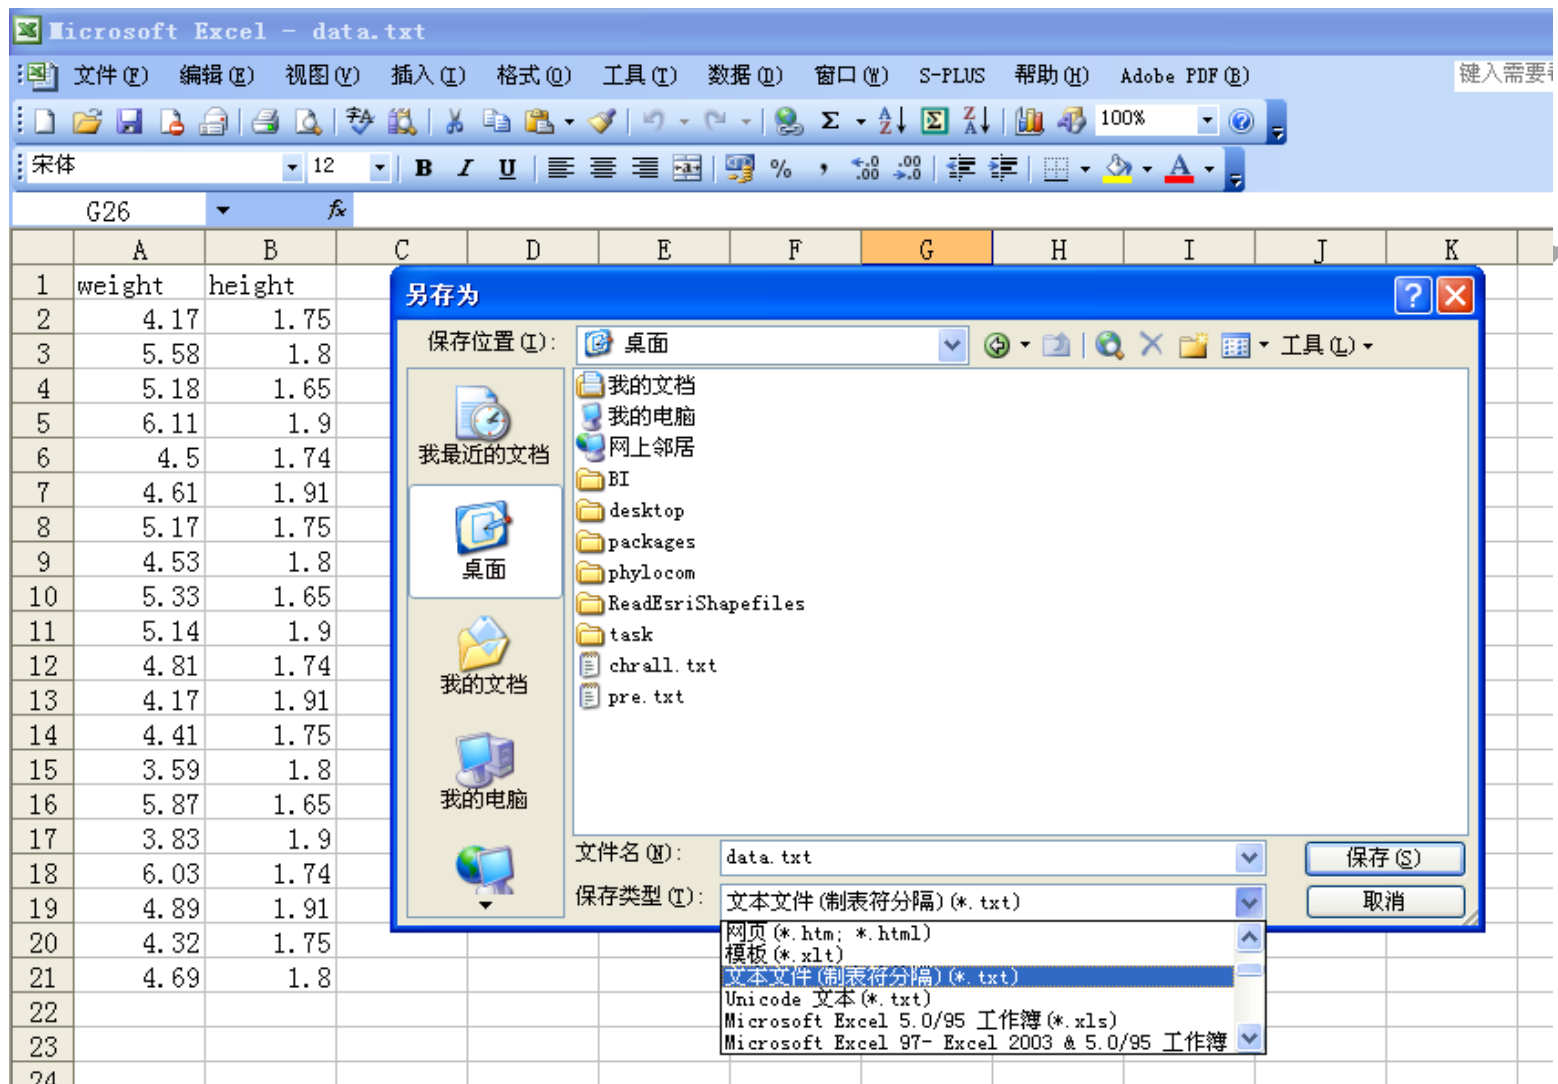 Microsoft Excel - data.txt
文件(F) 编辑(E) 视图(V) 插入(I) 格式(O) 工具(T) 数据(D) 窗口(W) S-PLUS 帮助(H) Adobe PDF(B) 键入需要
100%
宋体 12 B I U
G26 fx
A B C D E F G H I J K
1 weight height
2 4.17 1.75
3 5.58 1.8
4 5.18 1.65
5 6.11 1.9
6 4.5 1.74
7 4.61 1.91
8 5.17 1.75
9 4.53 1.8
10 5.33 1.65
11 5.14 1.9
12 4.81 1.74
13 4.17 1.91
14 4.41 1.75
15 3.59 1.8
16 5.87 1.65
17 3.83 1.9
18 6.03 1.74
19 4.89 1.91
20 4.32 1.75
21 4.69 1.8
22
23
24
另存为
保存位置(I): 桌面 工具(L)
我最近的文档
桌面
我的文档
我的电脑
我的文档
我的电脑
网上邻居
BI
desktop
packages
phylocom
ReadEsriShapefiles
task
chrall.txt
pre.txt
文件名(N): data.txt 保存(S)
保存类型(T): 文本文件(制表符分隔)(*.txt) 取消
网页(*.htm; *.html)
模板(*.xlt)
文本文件(制表符分隔)(*.txt)
Unicode 文本(*.txt)
Microsoft Excel 5.0/95 工作簿(*.xls)
Microsoft Excel 97- Excel 2003 & 5.0/95 工作簿